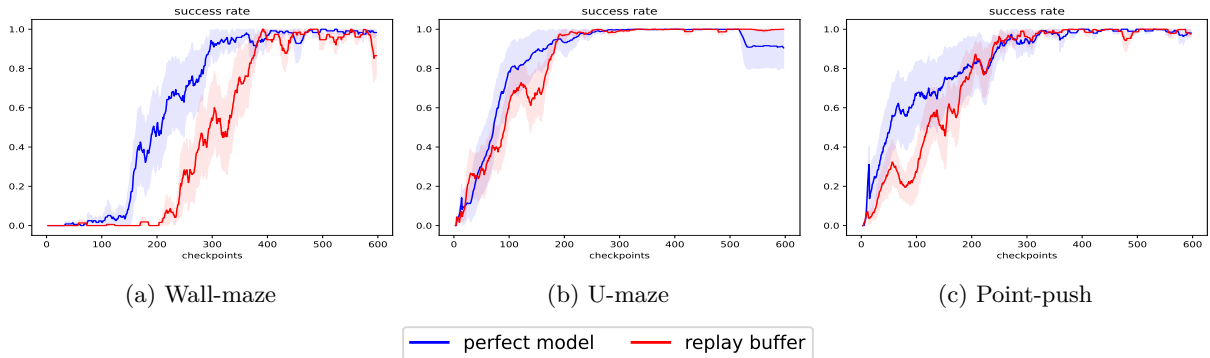 success rate
1.0
0.8
0.6
0.4
0.2
0.0
0 100 200 300 400 500 600
checkpoints
(a) Wall-maze
success rate
1.0
0.8
0.6
0.4
0.2
0.0
0 100 200 300 400 500 600
checkpoints
(b) U-maze
success rate
1.0
0.8
0.6
0.4
0.2
0.0
0 100 200 300 400 500 600
checkpoints
(c) Point-push
perfect model replay buffer